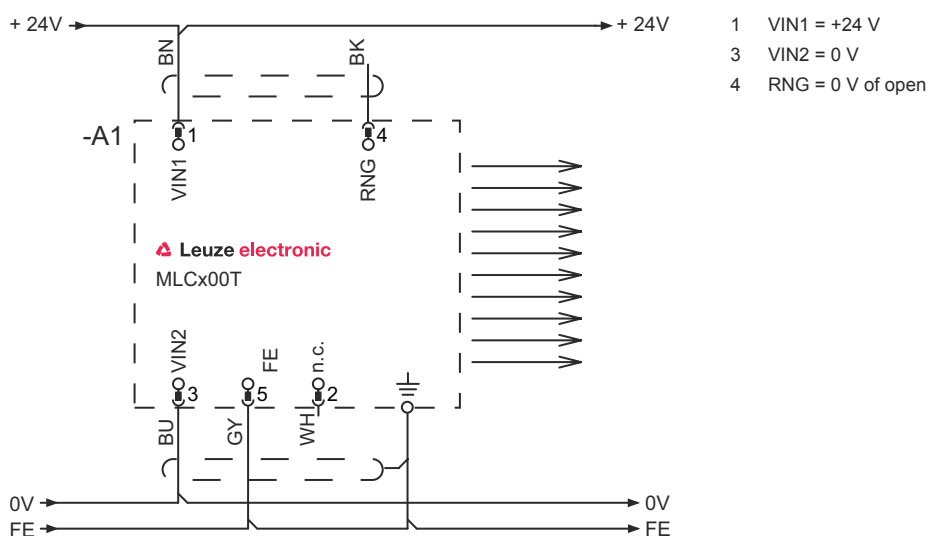 + 24V
+ 24V
1 VIN1 = +24 V
3 VIN2 = 0 V
4 RNG = 0 V of open
BN
BK
-A1
1
4
VIN1
RNG
Leuze electronic
MLCx00T
VIN2
FE
n.c.
3
5
2
BU
GY
WH
0V
0V
FE
FE